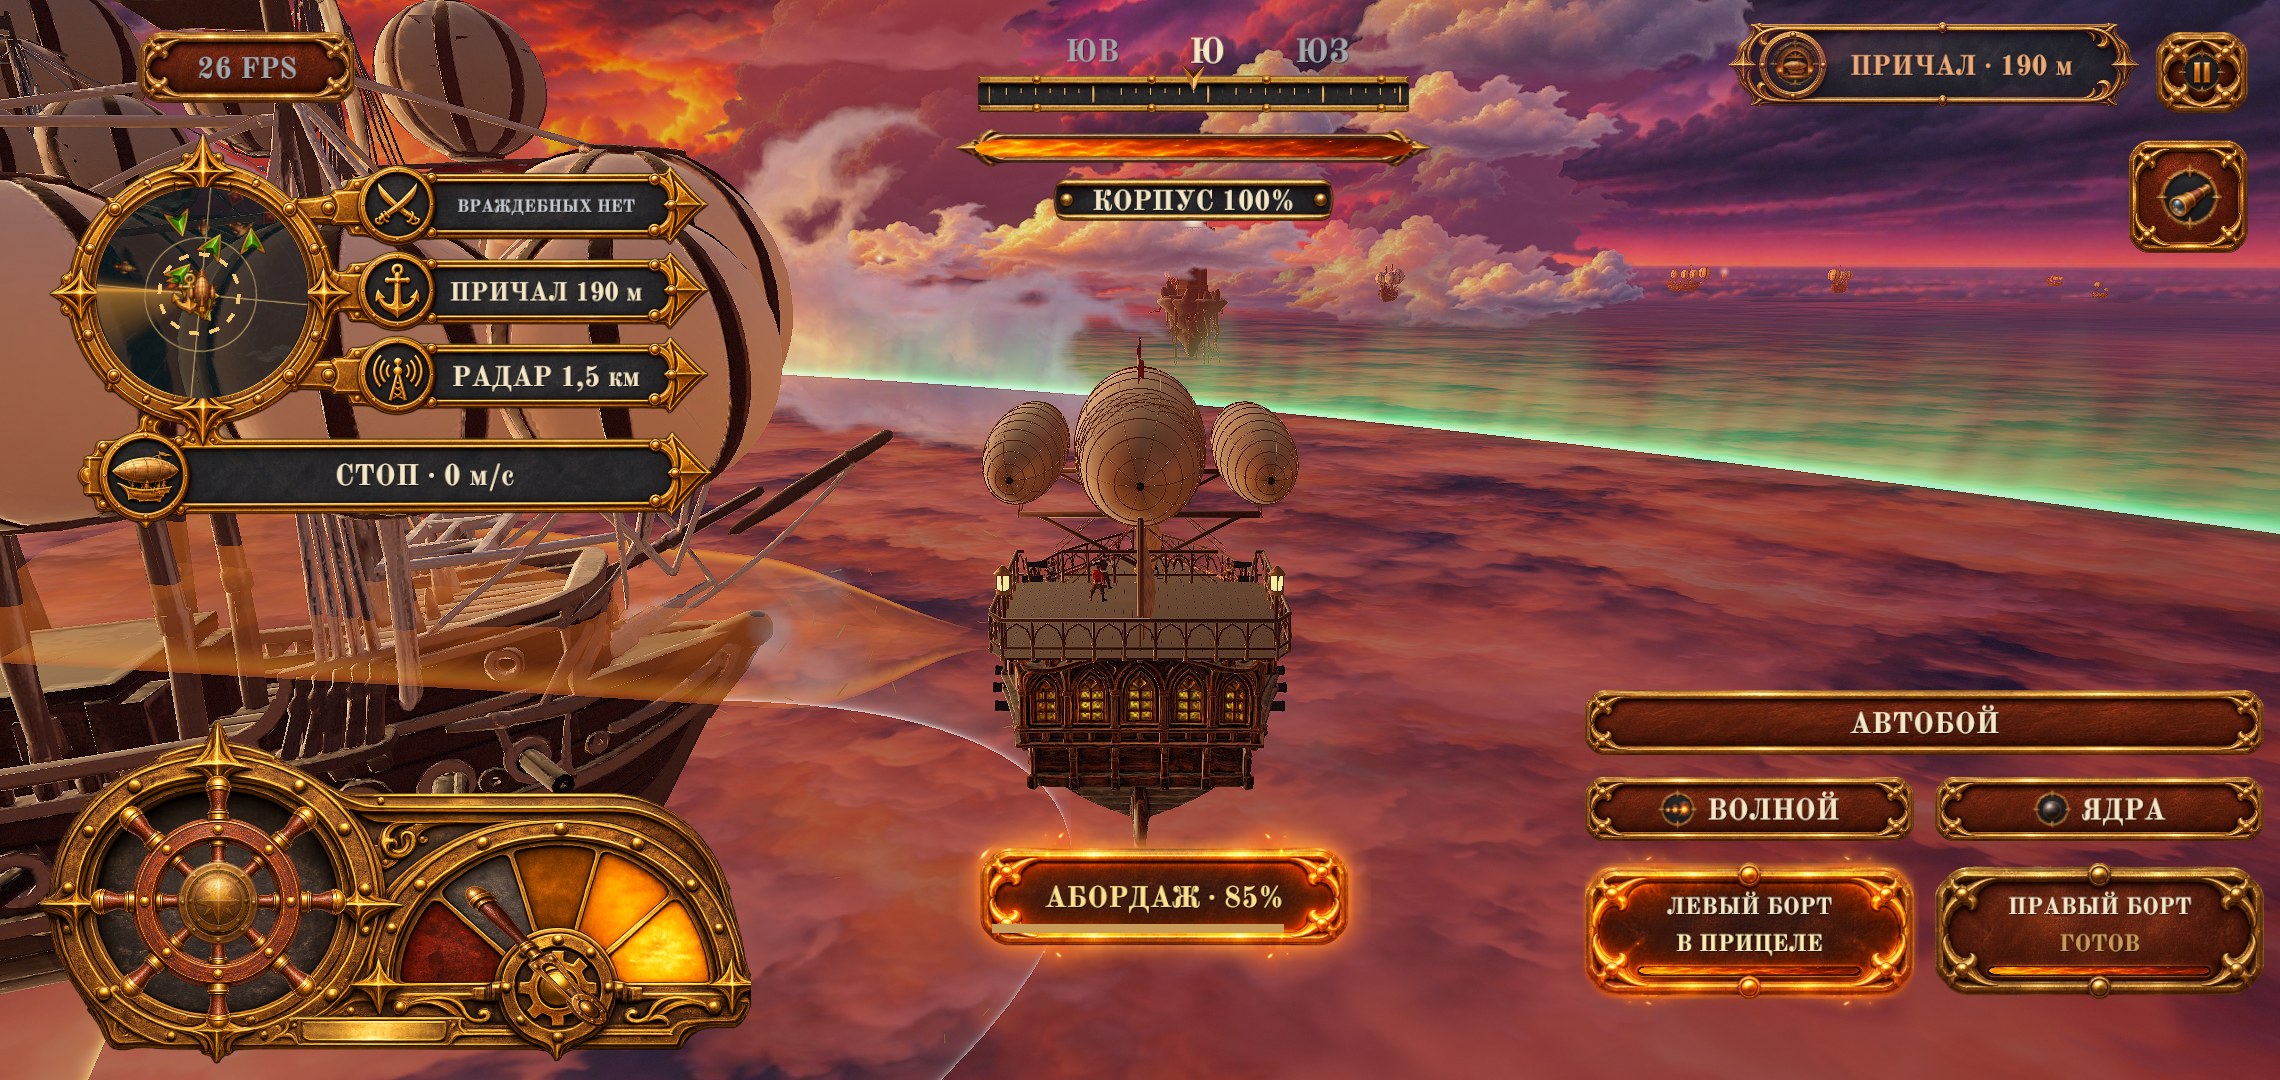 26 FPS
ЮВ Ю ЮЗ
ПРИЧАЛ · 190 м
КОРПУС 100%
ВРАЖДЕБНЫХ НЕТ
ПРИЧАЛ 190 м
РАДАР 1,5 км
СТОП · 0 м/с
АВТОБОЙ
ВОЛНОЙ
ЯДРА
АБОРДАЖ · 85%
ЛЕВЫЙ БОРТ
В ПРИЦЕЛЕ
ПРАВЫЙ БОРТ
ГОТОВ